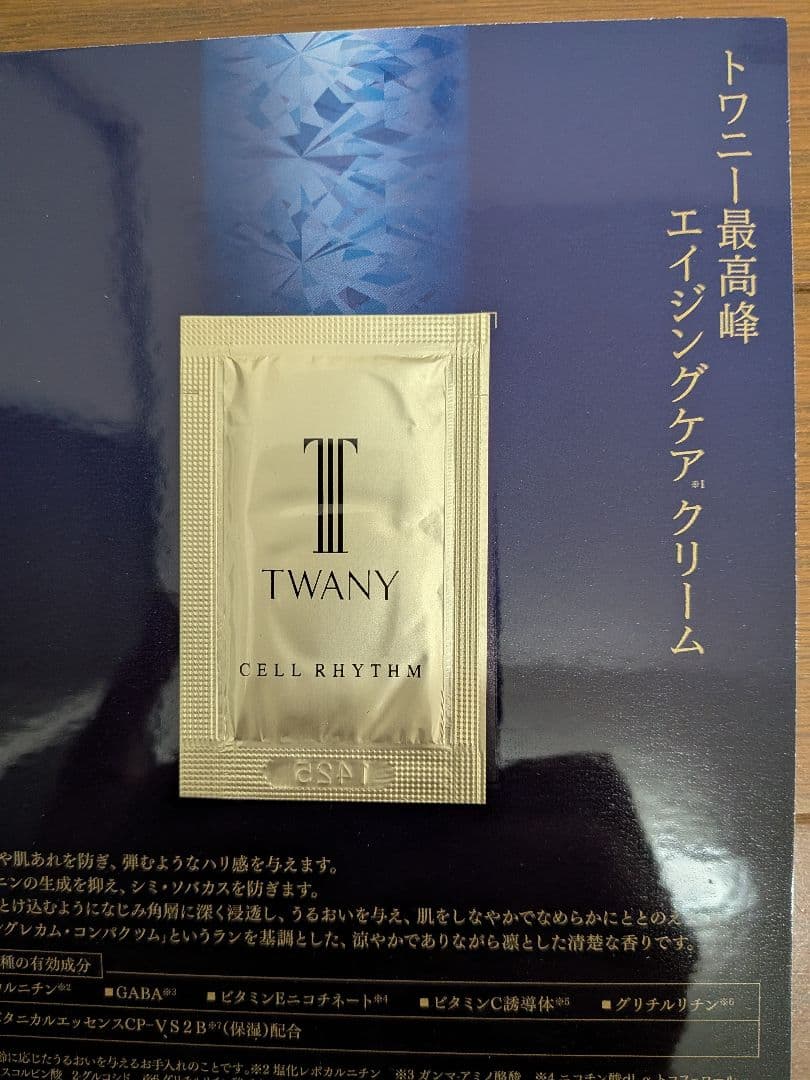 トワニー最高峰
エイジングケア※1クリーム
TWANY
CELL RHYTHM
1425
や肌あれを防ぎ、弾むようなハリ感を与えます。
ニンの生成を抑え、シミ・ソバカスを防ぎます。
とけ込むようになじみ角層に深く浸透し、うるおいを与え、肌をしなやかでなめらかにととのえ
ングレカム・コンパクツム」というランを基調とした、涼やかでありながら凛とした清楚な香りです。
種の有効成分
ルニチン※2 ■GABA※3 ■ビタミンEニコチネート※4 ■ビタミンC誘導体※5 ■グリチルリチン※6
タニカルエッセンスCP-VS2B※7(保湿)配合
齢に応じたうるおいを与えるお手入れのことです。※2 塩化レボカルニチン ※3 ガンマ-アミノ酪酸